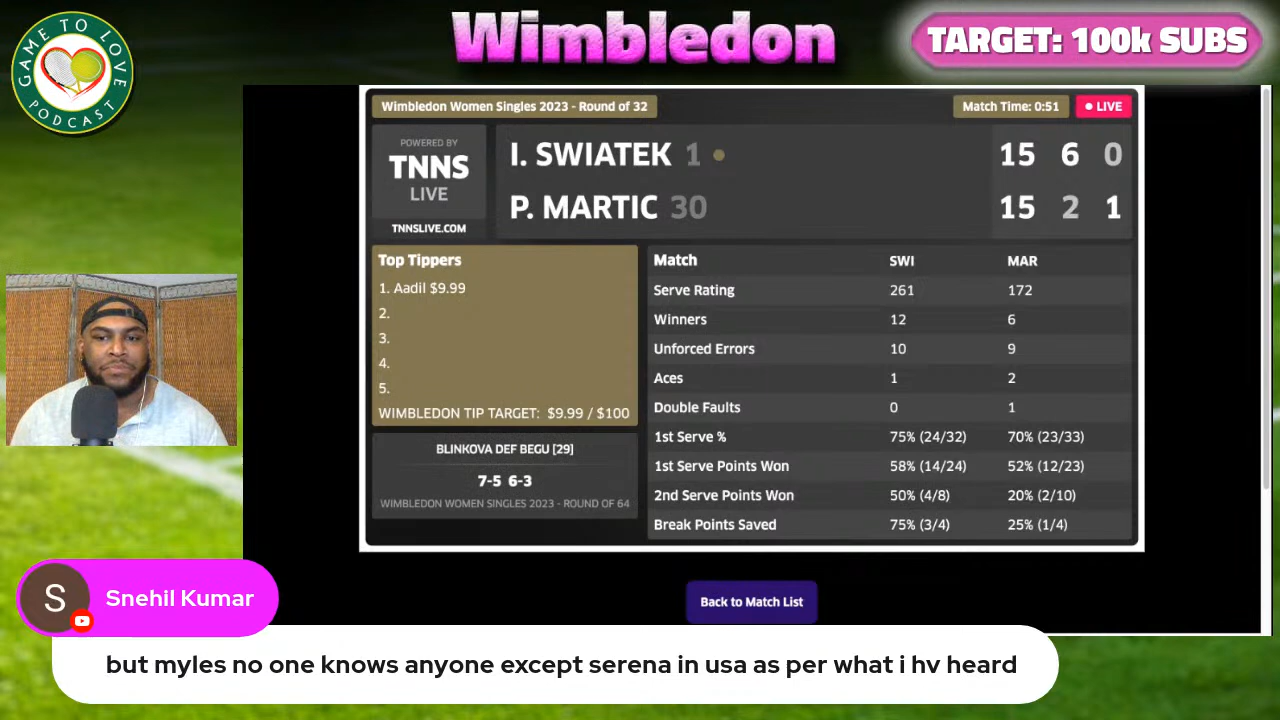 GAME TO LOVE
PODCAST
Wimbledon
TARGET: 100k SUBS
Wimbledon Women Singles 2023 - Round of 32
Match Time: 0:51
LIVE
POWERED BY
TNNS
LIVE
TNNSLIVE.COM
I. SWIATEK 1 15 6 0
P. MARTIC 30 15 2 1
Top Tippers
1. Aadil $9.99
2.
3.
4.
5.
WIMBLEDON TIP TARGET: $9.99 / $100
BLINKOVA DEF BEGU [29]
7-5 6-3
WIMBLEDON WOMEN SINGLES 2023 - ROUND OF 64
Match SWI MAR
Serve Rating 261 172
Winners 12 6
Unforced Errors 10 9
Aces 1 2
Double Faults 0 1
1st Serve % 75% (24/32) 70% (23/33)
1st Serve Points Won 58% (14/24) 52% (12/23)
2nd Serve Points Won 50% (4/8) 20% (2/10)
Break Points Saved 75% (3/4) 25% (1/4)
Back to Match List
S
Snehil Kumar
but myles no one knows anyone except serena in usa as per what i hv heard